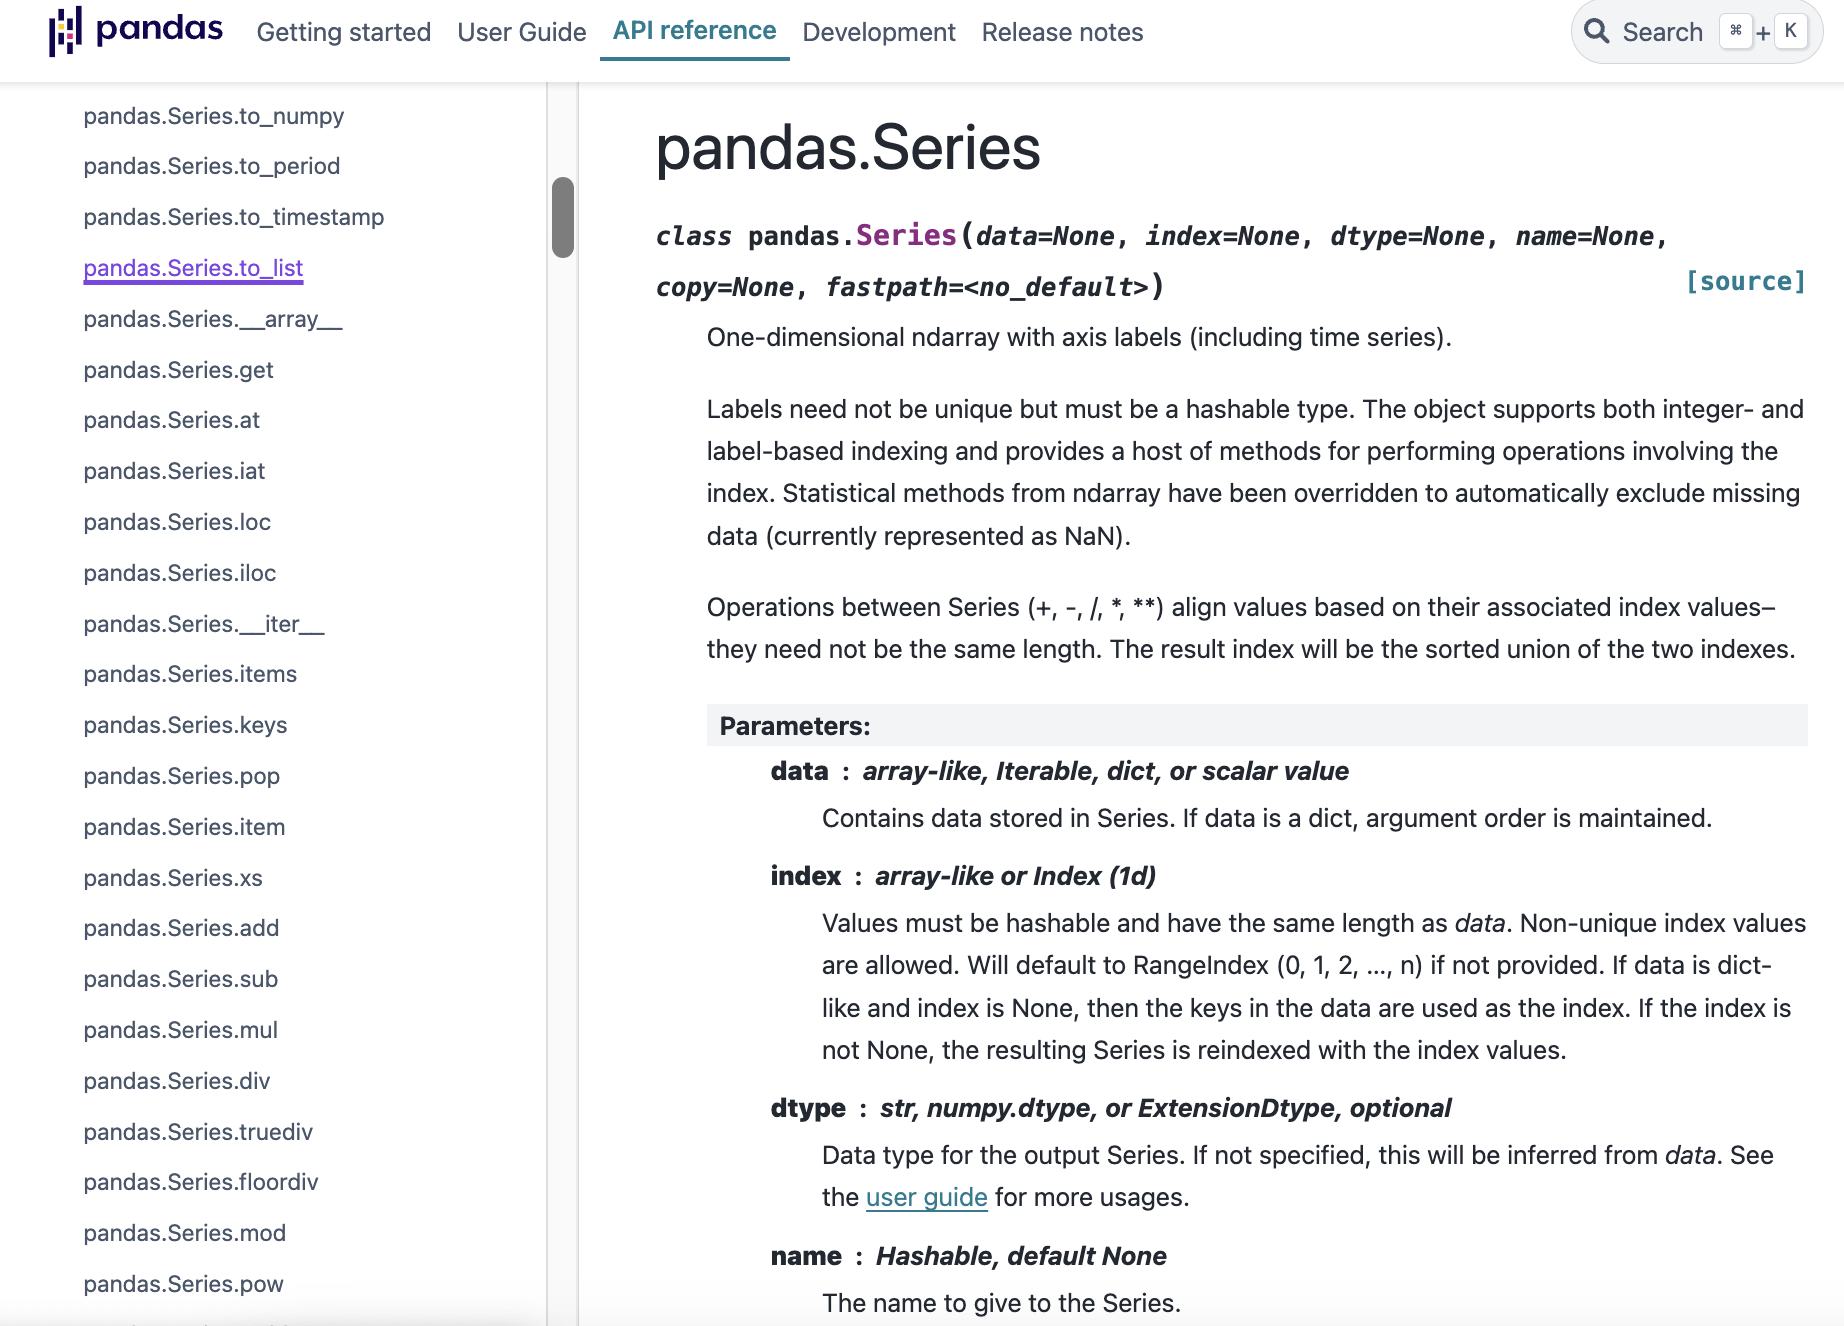 pandas
Getting started
User Guide
API reference
Development
Release notes
Search ⌘ + K
pandas.Series.to_numpy
pandas.Series.to_period
pandas.Series.to_timestamp
pandas.Series.to_list
pandas.Series.__array__
pandas.Series.get
pandas.Series.at
pandas.Series.iat
pandas.Series.loc
pandas.Series.iloc
pandas.Series.__iter__
pandas.Series.items
pandas.Series.keys
pandas.Series.pop
pandas.Series.item
pandas.Series.xs
pandas.Series.add
pandas.Series.sub
pandas.Series.mul
pandas.Series.div
pandas.Series.truediv
pandas.Series.floordiv
pandas.Series.mod
pandas.Series.pow
pandas.Series
class pandas.Series(data=None, index=None, dtype=None, name=None,
copy=None, fastpath=<no_default>)
[source]
One-dimensional ndarray with axis labels (including time series).
Labels need not be unique but must be a hashable type. The object supports both integer- and
label-based indexing and provides a host of methods for performing operations involving the
index. Statistical methods from ndarray have been overridden to automatically exclude missing
data (currently represented as NaN).
Operations between Series (+, -, /, *, **) align values based on their associated index values–
they need not be the same length. The result index will be the sorted union of the two indexes.
Parameters:
data : array-like, Iterable, dict, or scalar value
Contains data stored in Series. If data is a dict, argument order is maintained.
index : array-like or Index (1d)
Values must be hashable and have the same length as data. Non-unique index values
are allowed. Will default to RangeIndex (0, 1, 2, …, n) if not provided. If data is dict-
like and index is None, then the keys in the data are used as the index. If the index is
not None, the resulting Series is reindexed with the index values.
dtype : str, numpy.dtype, or ExtensionDtype, optional
Data type for the output Series. If not specified, this will be inferred from data. See
the user guide for more usages.
name : Hashable, default None
The name to give to the Series.